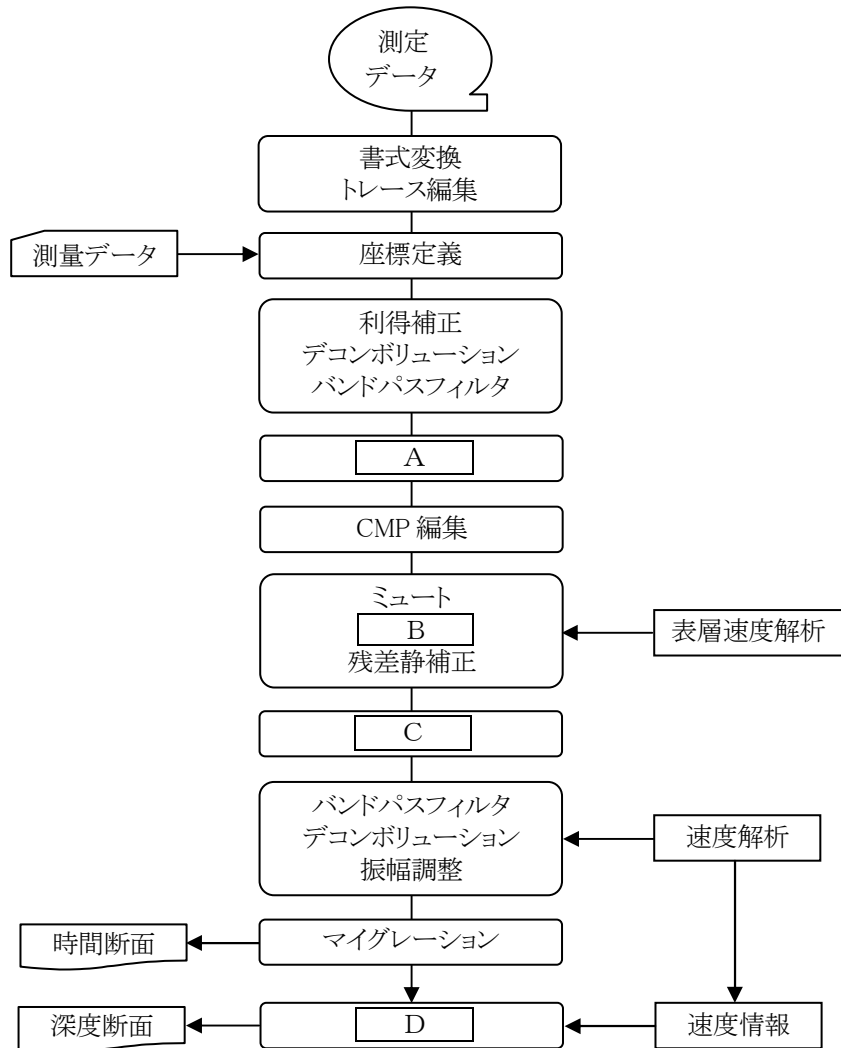 測定
データ
書式変換
トレース編集
測量データ
座標定義
利得補正
デコンボリューション
バンドパスフィルタ
A
CMP 編集
ミュート
B
残差静補正
表層速度解析
C
バンドパスフィルタ
デコンボリューション
振幅調整
速度解析
時間断面
マイグレーション
深度断面
D
速度情報